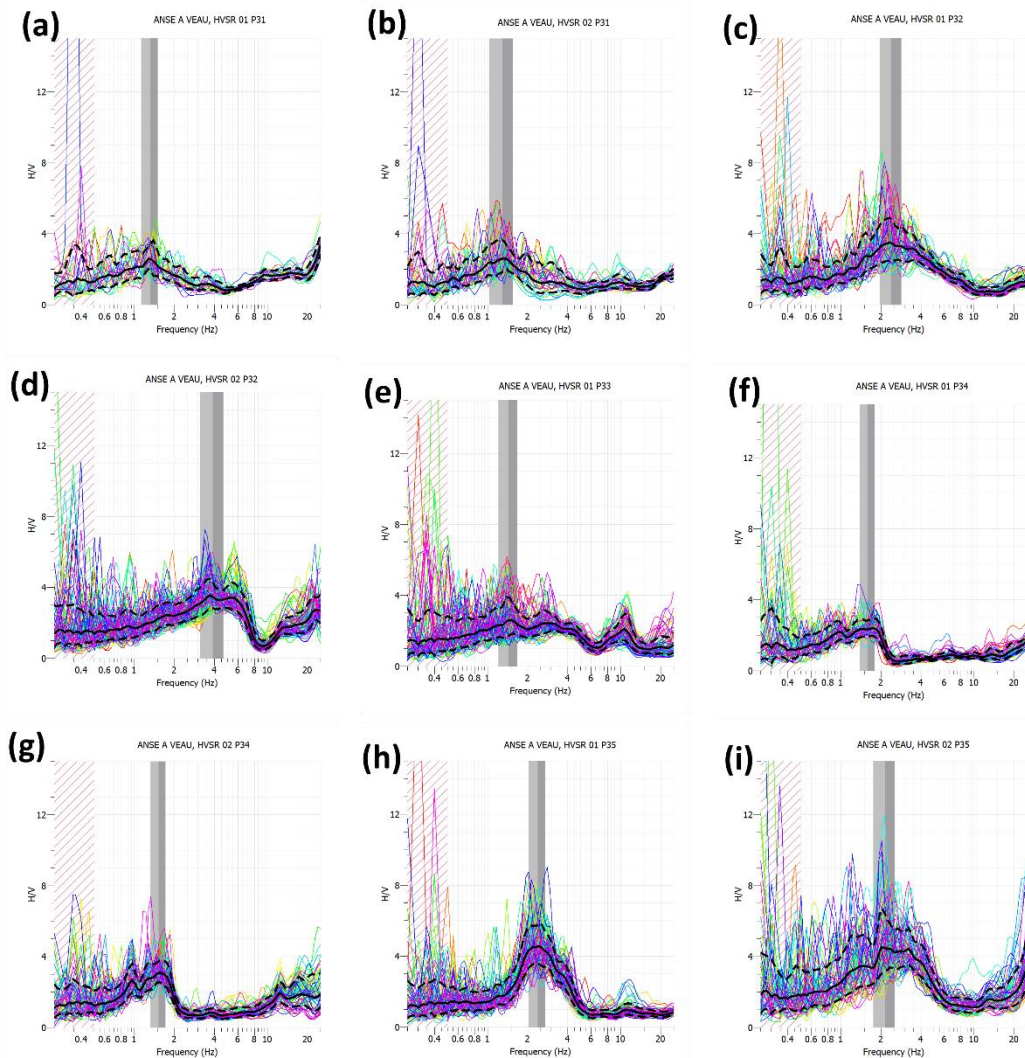 (a)
ANSE A VEAU, HVSR 01 P31
12
8
4
0
H/V
0.4 0.6 0.8 1 2 4 6 8 10 20
Frequency (Hz)
(b)
ANSE A VEAU, HVSR 02 P31
12
8
4
0
H/V
0.4 0.6 0.8 1 2 4 6 8 10 20
Frequency (Hz)
(c)
ANSE A VEAU, HVSR 01 P32
12
8
4
0
H/V
0.4 0.6 0.8 1 2 4 6 8 10 20
Frequency (Hz)
(d)
ANSE A VEAU, HVSR 02 P32
12
8
4
0
H/V
0.4 0.6 0.8 1 2 4 6 8 10 20
Frequency (Hz)
(e)
ANSE A VEAU, HVSR 01 P33
12
8
4
0
H/V
0.4 0.6 0.8 1 2 4 6 8 10 20
Frequency (Hz)
(f)
ANSE A VEAU, HVSR 01 P34
12
8
4
0
H/V
0.4 0.6 0.8 1 2 4 6 8 10 20
Frequency (Hz)
(g)
ANSE A VEAU, HVSR 02 P34
12
8
4
0
H/V
0.4 0.6 0.8 1 2 4 6 8 10 20
Frequency (Hz)
(h)
ANSE A VEAU, HVSR 01 P35
12
8
4
0
H/V
0.4 0.6 0.8 1 2 4 6 8 10 20
Frequency (Hz)
(i)
ANSE A VEAU, HVSR 02 P35
12
8
4
0
H/V
0.4 0.6 0.8 1 2 4 6 8 10 20
Frequency (Hz)